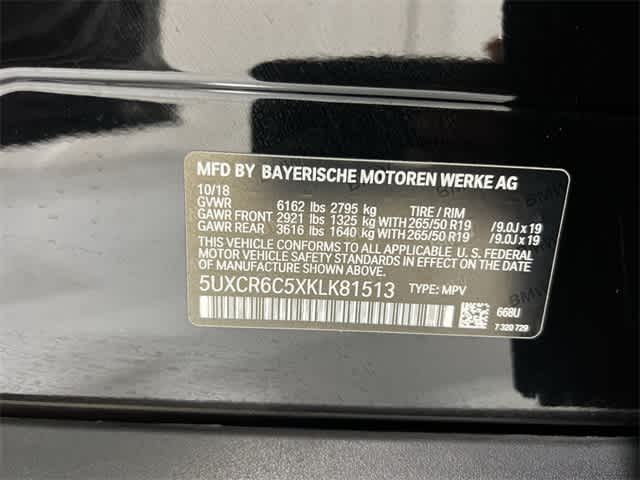 MFD BY BAYERISCHE MOTOREN WERKE AG
10/18
GVWR 6162 lbs 2795 kg TIRE / RIM
GAWR FRONT 2921 lbs 1325 kg WITH 265/50 R19 /9.0J x 19
GAWR REAR 3616 lbs 1640 kg WITH 265/50 R19 /9.0J x 19
THIS VEHICLE CONFORMS TO ALL APPLICABLE U. S. FEDERAL
MOTOR VEHICLE SAFETY STANDARDS IN EFFECT ON THE
DATE OF MANUFACTURE SHOWN ABOVE.
5UXCR6C5XKLK81513 TYPE: MPV
668U
7 320 729